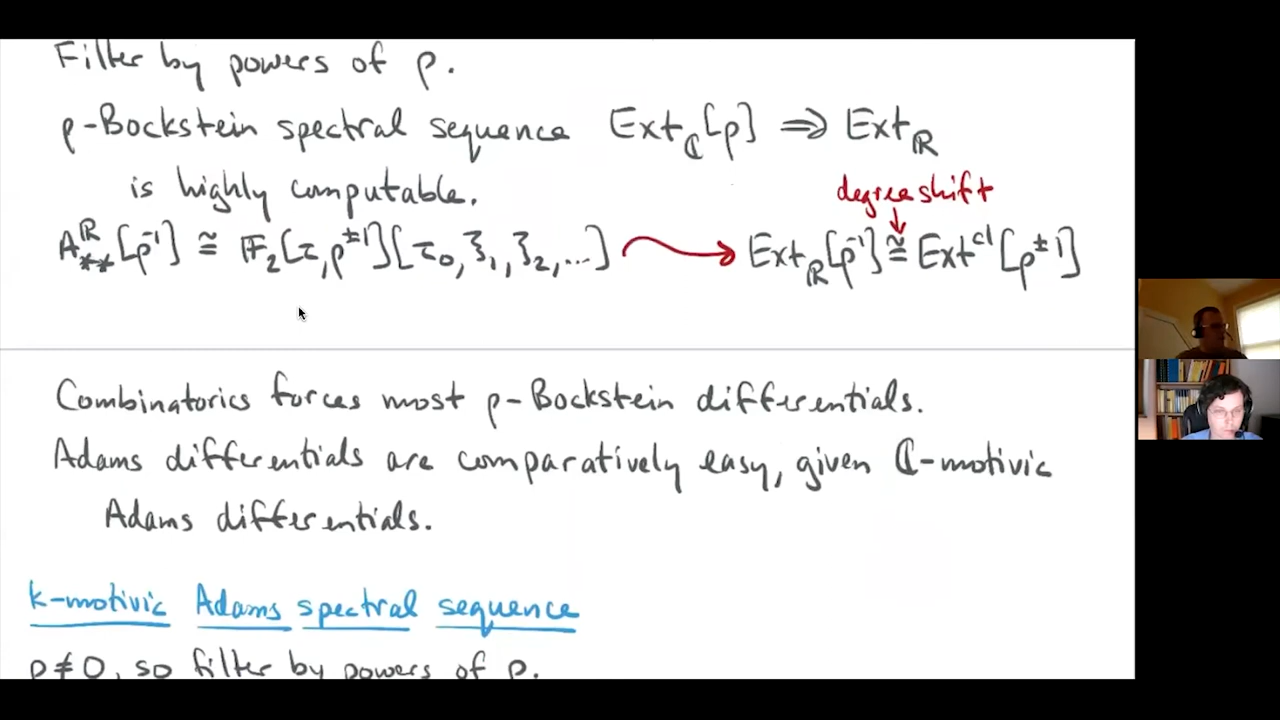 Filter by powers of ρ.
ρ-Bockstein spectral sequence Ext_ℂ[ρ] ⇒ Ext_ℝ
is highly computable.
degree shift
A^ℝ_**[ρ^-1] ≅ 𝔽_2[τ, ρ^±1][τ_0, ξ_1, ξ_2, ...] → Ext_ℝ[ρ^-1] ≅ Ext^cl[ρ^±1]
Combinatorics forces most ρ-Bockstein differentials.
Adams differentials are comparatively easy, given ℂ-motivic
Adams differentials.
k-motivic Adams spectral sequence
ρ≠0, so filter by powers of ρ.